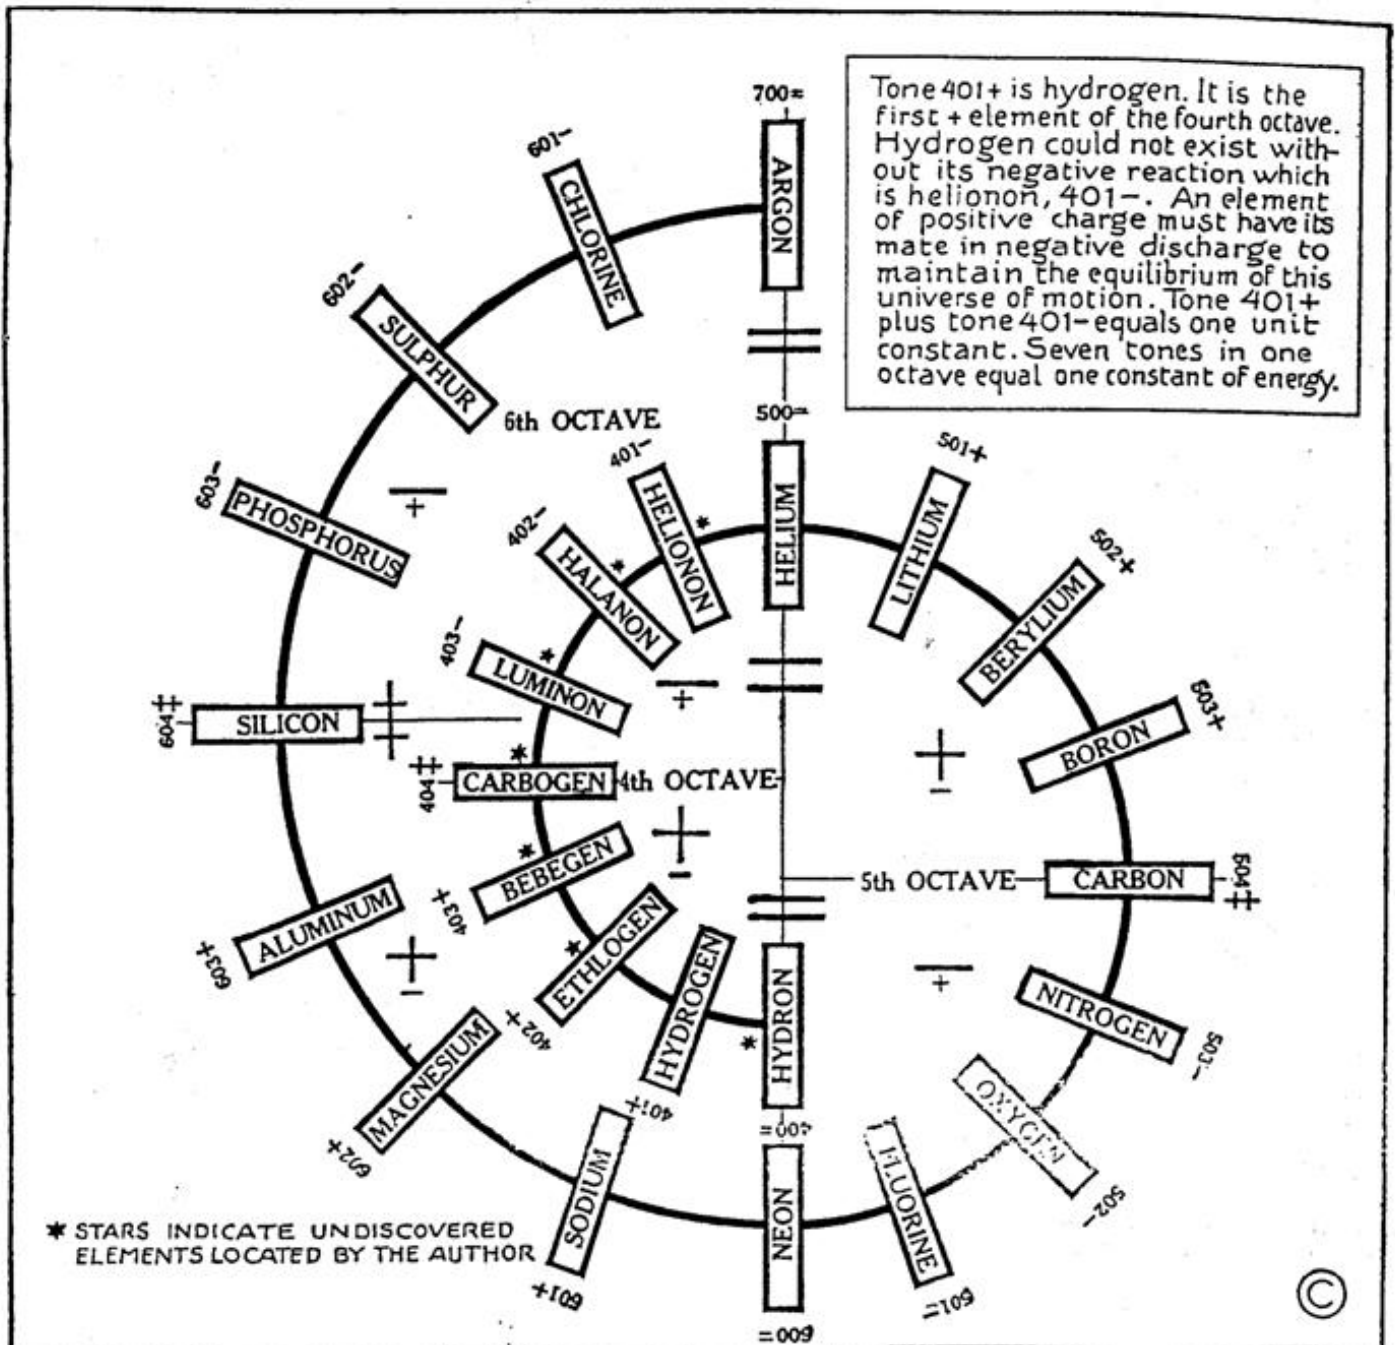 Tone 401+ is hydrogen. It is the
first + element of the fourth octave.
Hydrogen could not exist with-
out its negative reaction which
is helionon, 401-. An element
of positive charge must have its
mate in negative discharge to
maintain the equilibrium of this
universe of motion. Tone 401+
plus tone 401- equals one unit
constant. Seven tones in one
octave equal one constant of energy.
700=
ARGON
601-
CHLORINE
602-
SULPHUR
6th OCTAVE
603-
PHOSPHORUS
604‡
SILICON
603+
ALUMINUM
602+
MAGNESIUM
601+
SODIUM
600=
NEON
500=
HELIUM
401-
HELIONON *
402-
HALANON *
403-
LUMINON *
404‡
CARBOGEN *
4th OCTAVE
403+
BEBEGEN *
402+
ETHLOGEN *
401+
HYDROGEN
400=
HYDRON *
501+
LITHIUM
502+
BERYLIUM
503+
BORON
5th OCTAVE
504‡
CARBON
503-
NITROGEN
502-
OXYGEN
601=
FLUORINE
* STARS INDICATE UNDISCOVERED
ELEMENTS LOCATED BY THE AUTHOR
©